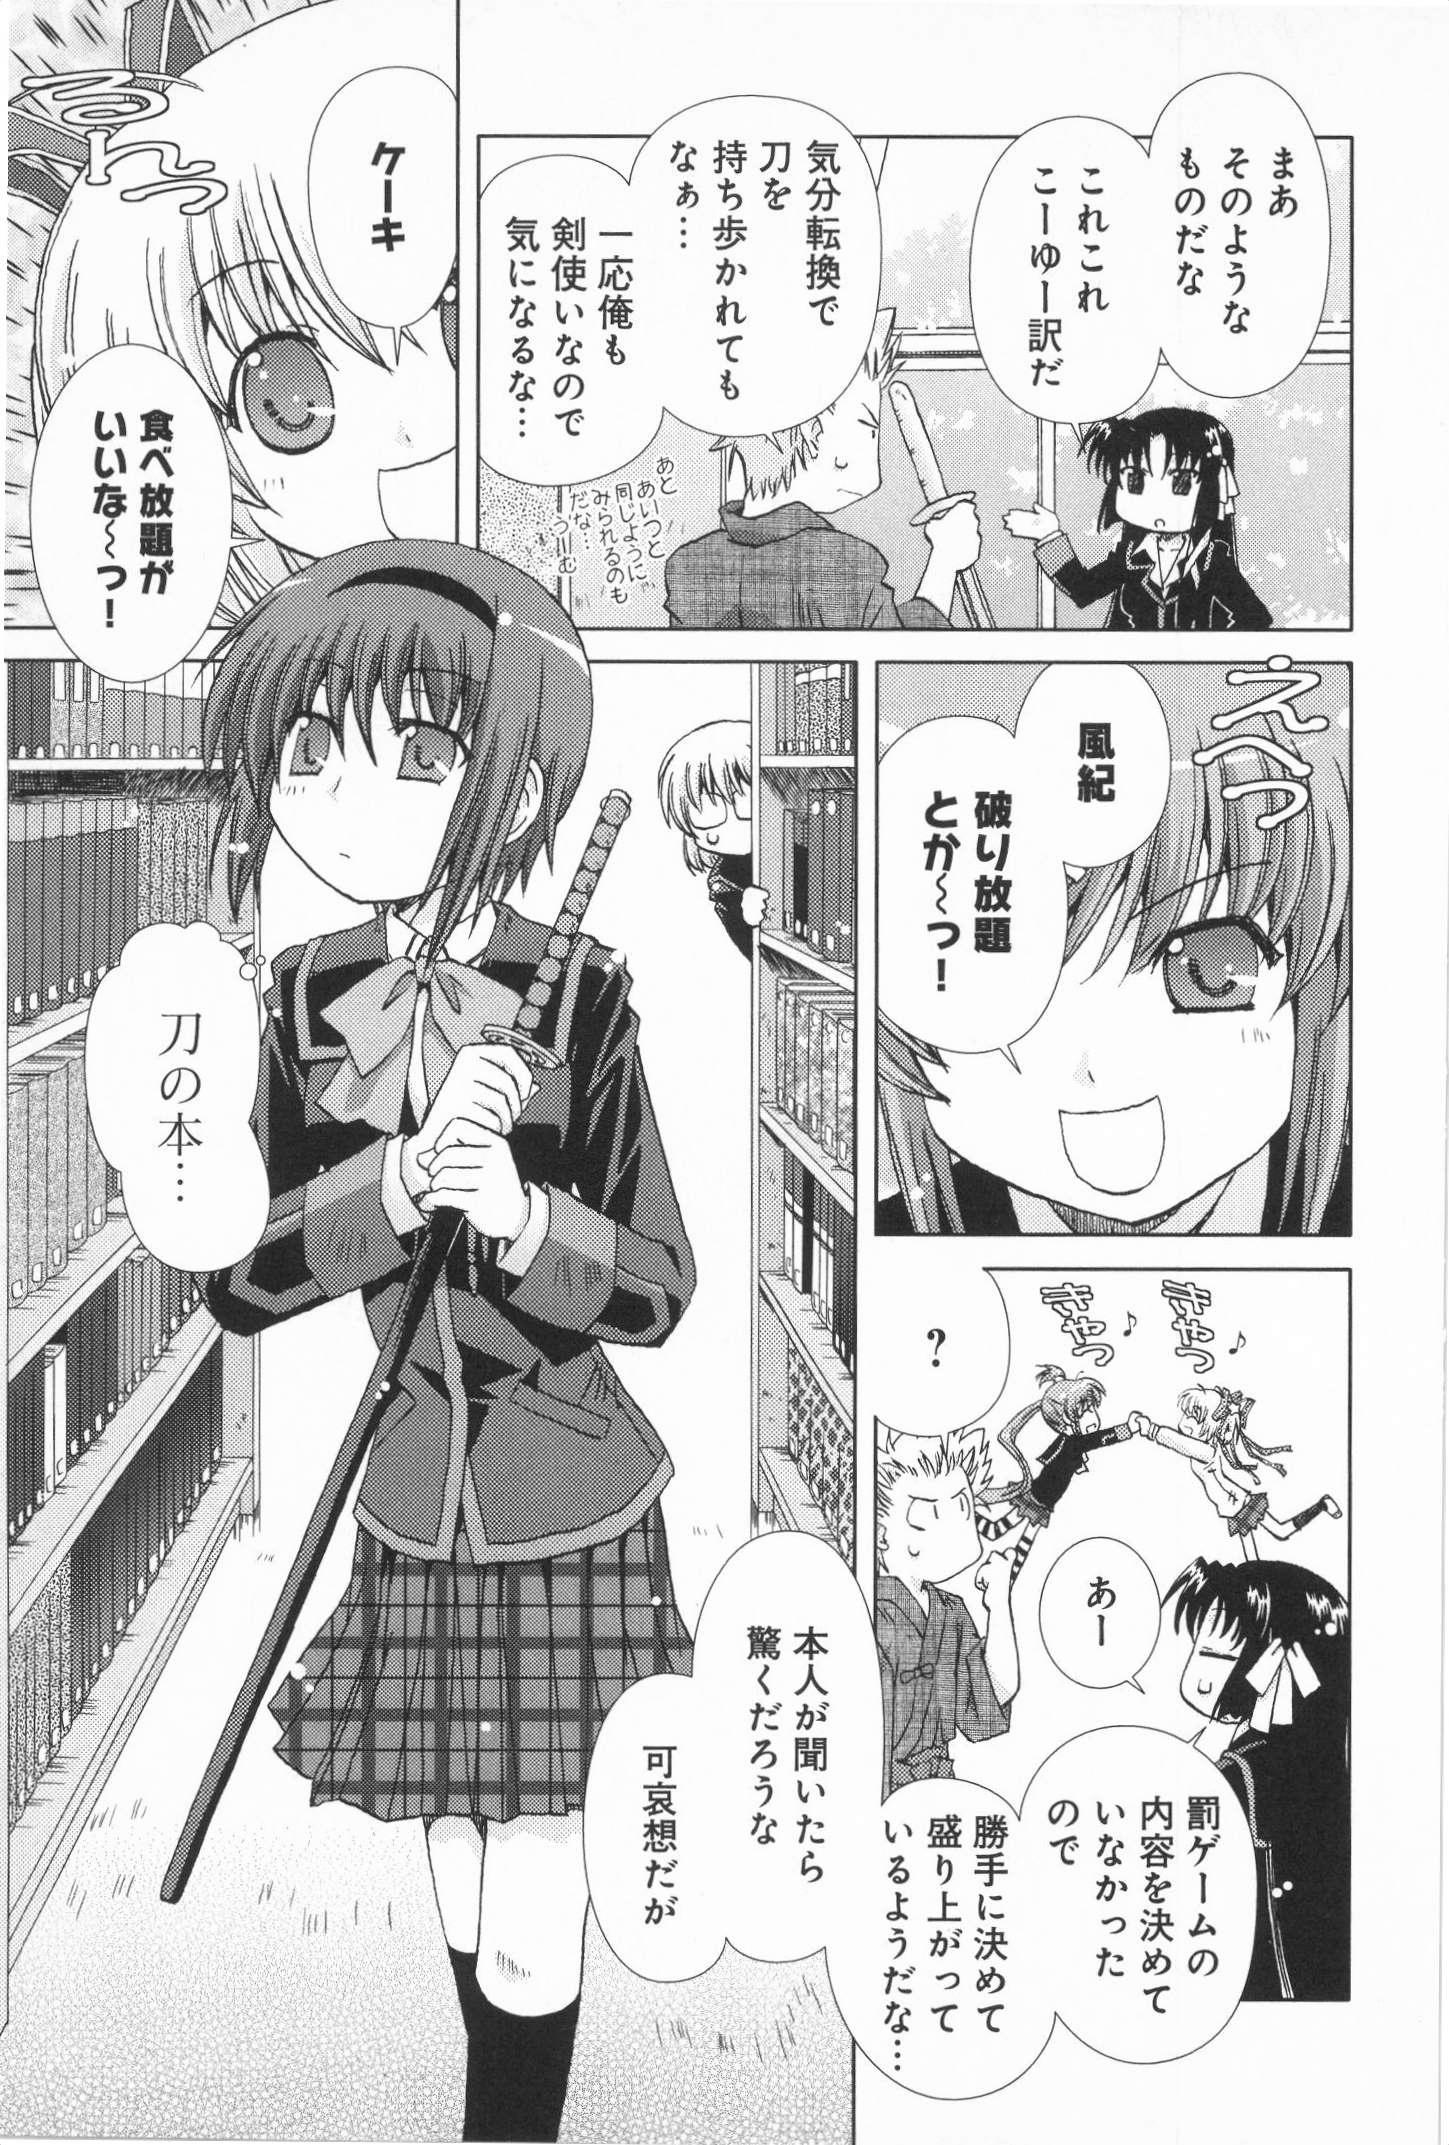 まあ
そのような
ものだな
これこれ
こーゆー訳だ
気分転換で
刀を
持ち歩かれても
なぁ…
一応俺も
剣使いなので
気になるな…
あと
あいつと
同じように
みられるのも
だな…
う〜む
ケーキ
食べ放題が
いいな〜っ！
るんっ
えへっ
風紀
破り放題
とか〜っ！
刀の本…
きゃっ♪
きゃっ♪
？
あー
罰ゲームの
内容を決めて
いなかった
ので
勝手に決めて
盛り上がって
いるようだな…
本人が聞いたら
驚くだろうな
可哀想だが